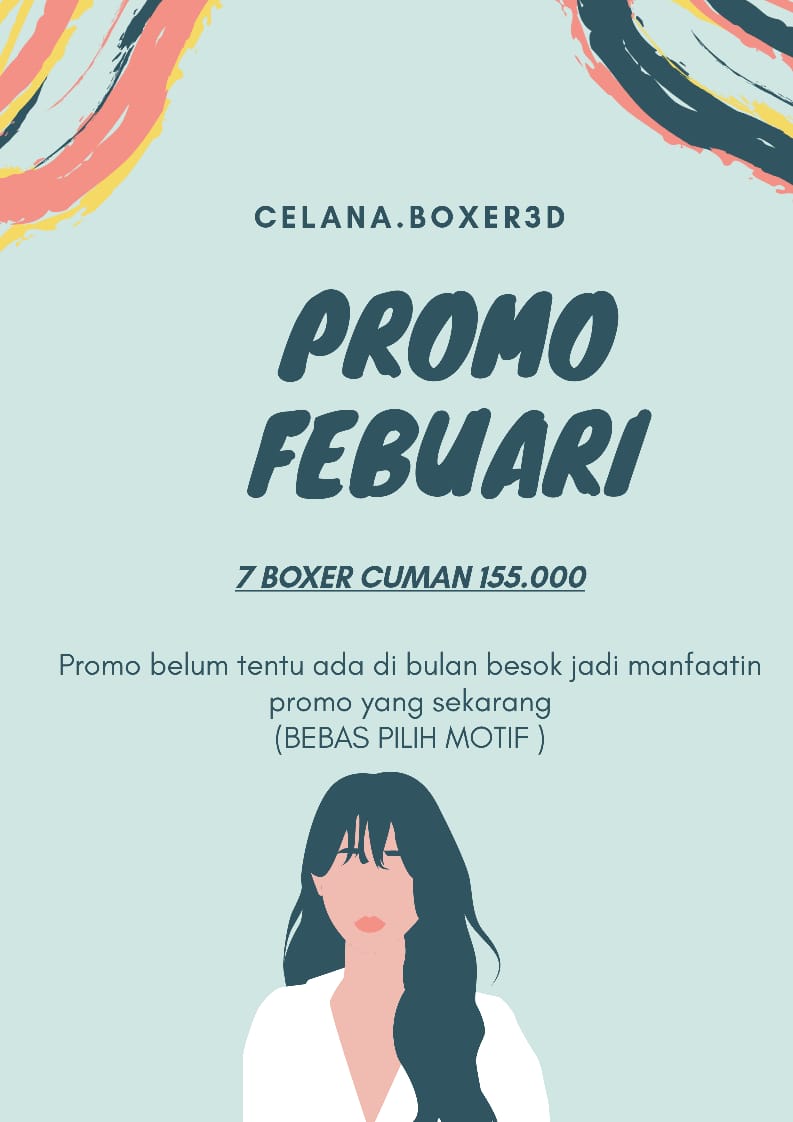 CELANA.BOXER3D
PROMO
FEBUARI
7 BOXER CUMAN 155.000
Promo belum tentu ada di bulan besok jadi manfaatin
promo yang sekarang
(BEBAS PILIH MOTIF )